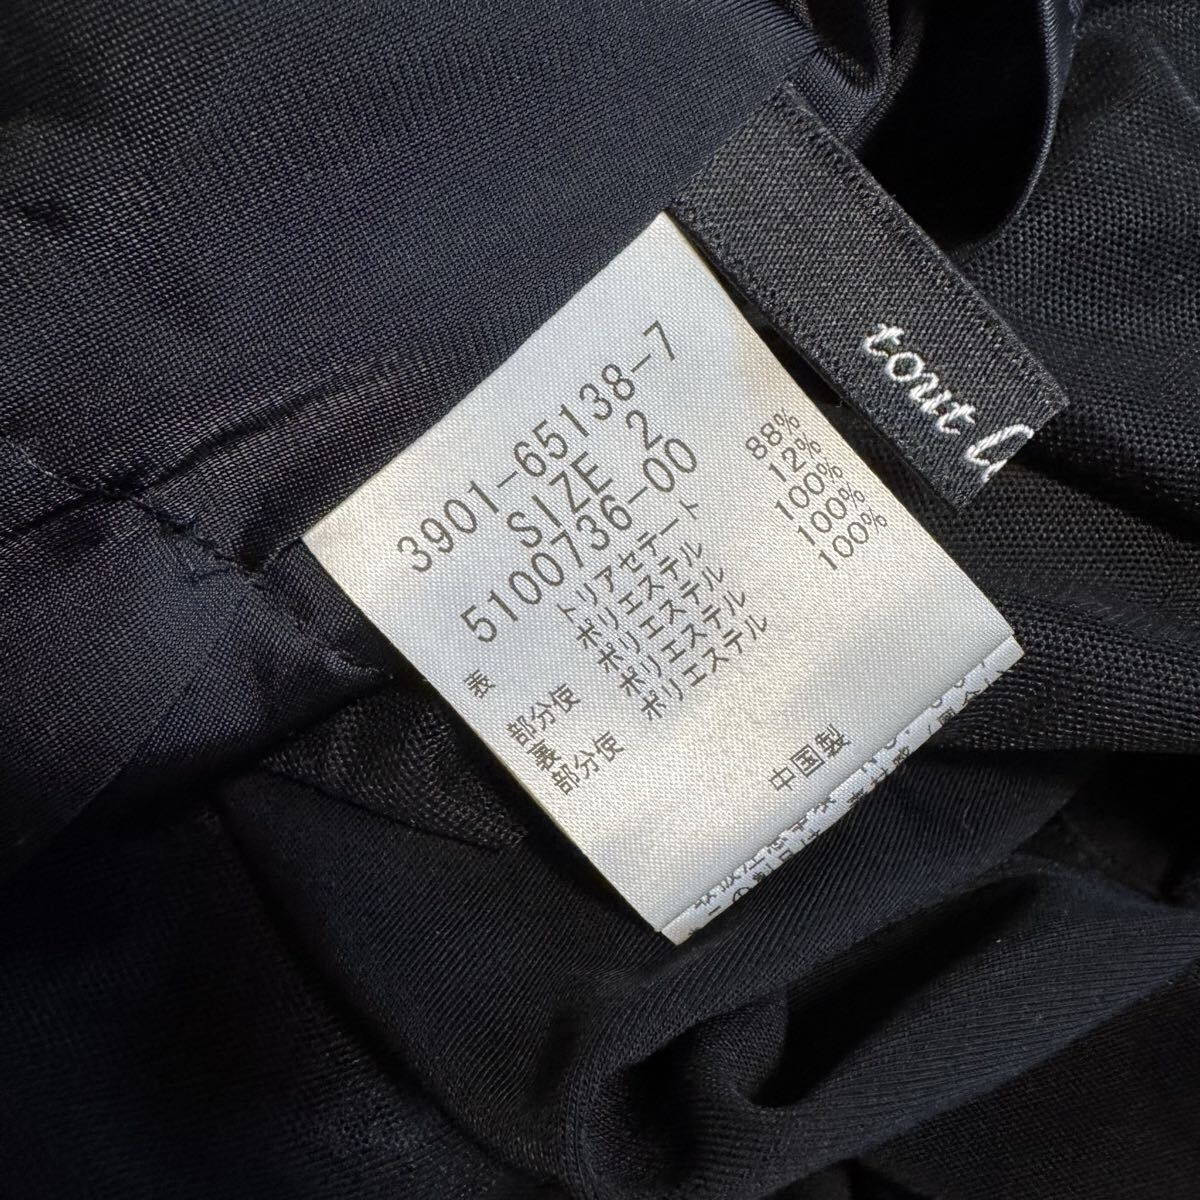 tout
3901-65138-7
SIZE 2
5100736-00
表 トリアセテート 88%
ポリエステル 12%
部分使 ポリエステル 100%
裏 ポリエステル 100%
部分使 ポリエステル 100%
中国製